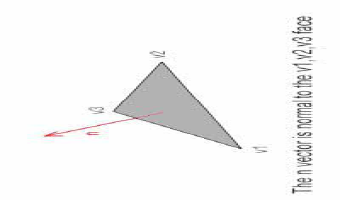 v2
v3
n
v1
The n vector is normal to the v1,v2,v3 face